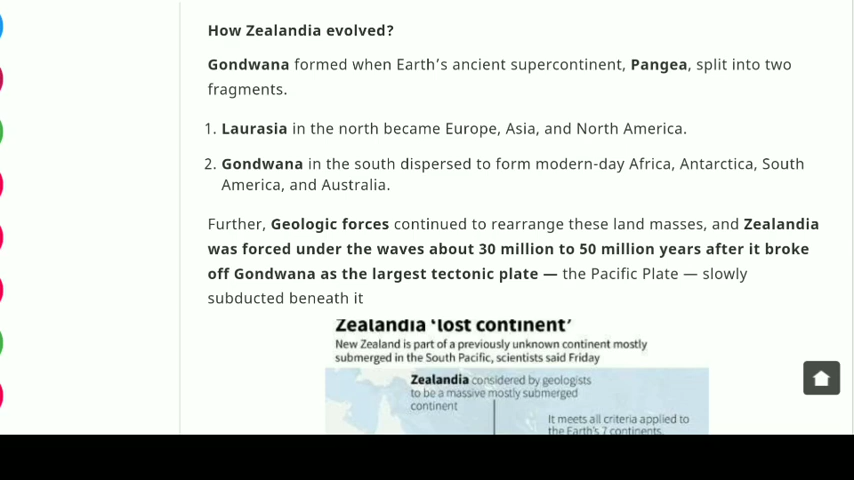 How Zealandia evolved?
Gondwana formed when Earth's ancient supercontinent, Pangea, split into two
fragments.
1. Laurasia in the north became Europe, Asia, and North America.
2. Gondwana in the south dispersed to form modern-day Africa, Antarctica, South
America, and Australia.
Further, Geologic forces continued to rearrange these land masses, and Zealandia
was forced under the waves about 30 million to 50 million years after it broke
off Gondwana as the largest tectonic plate — the Pacific Plate — slowly
subducted beneath it
Zealandia 'lost continent'
New Zealand is part of a previously unknown continent mostly
submerged in the South Pacific, scientists said Friday
Zealandia considered by geologists
to be a massive mostly submerged
continent
It meets all criteria applied to
the Earth's 7 continents.